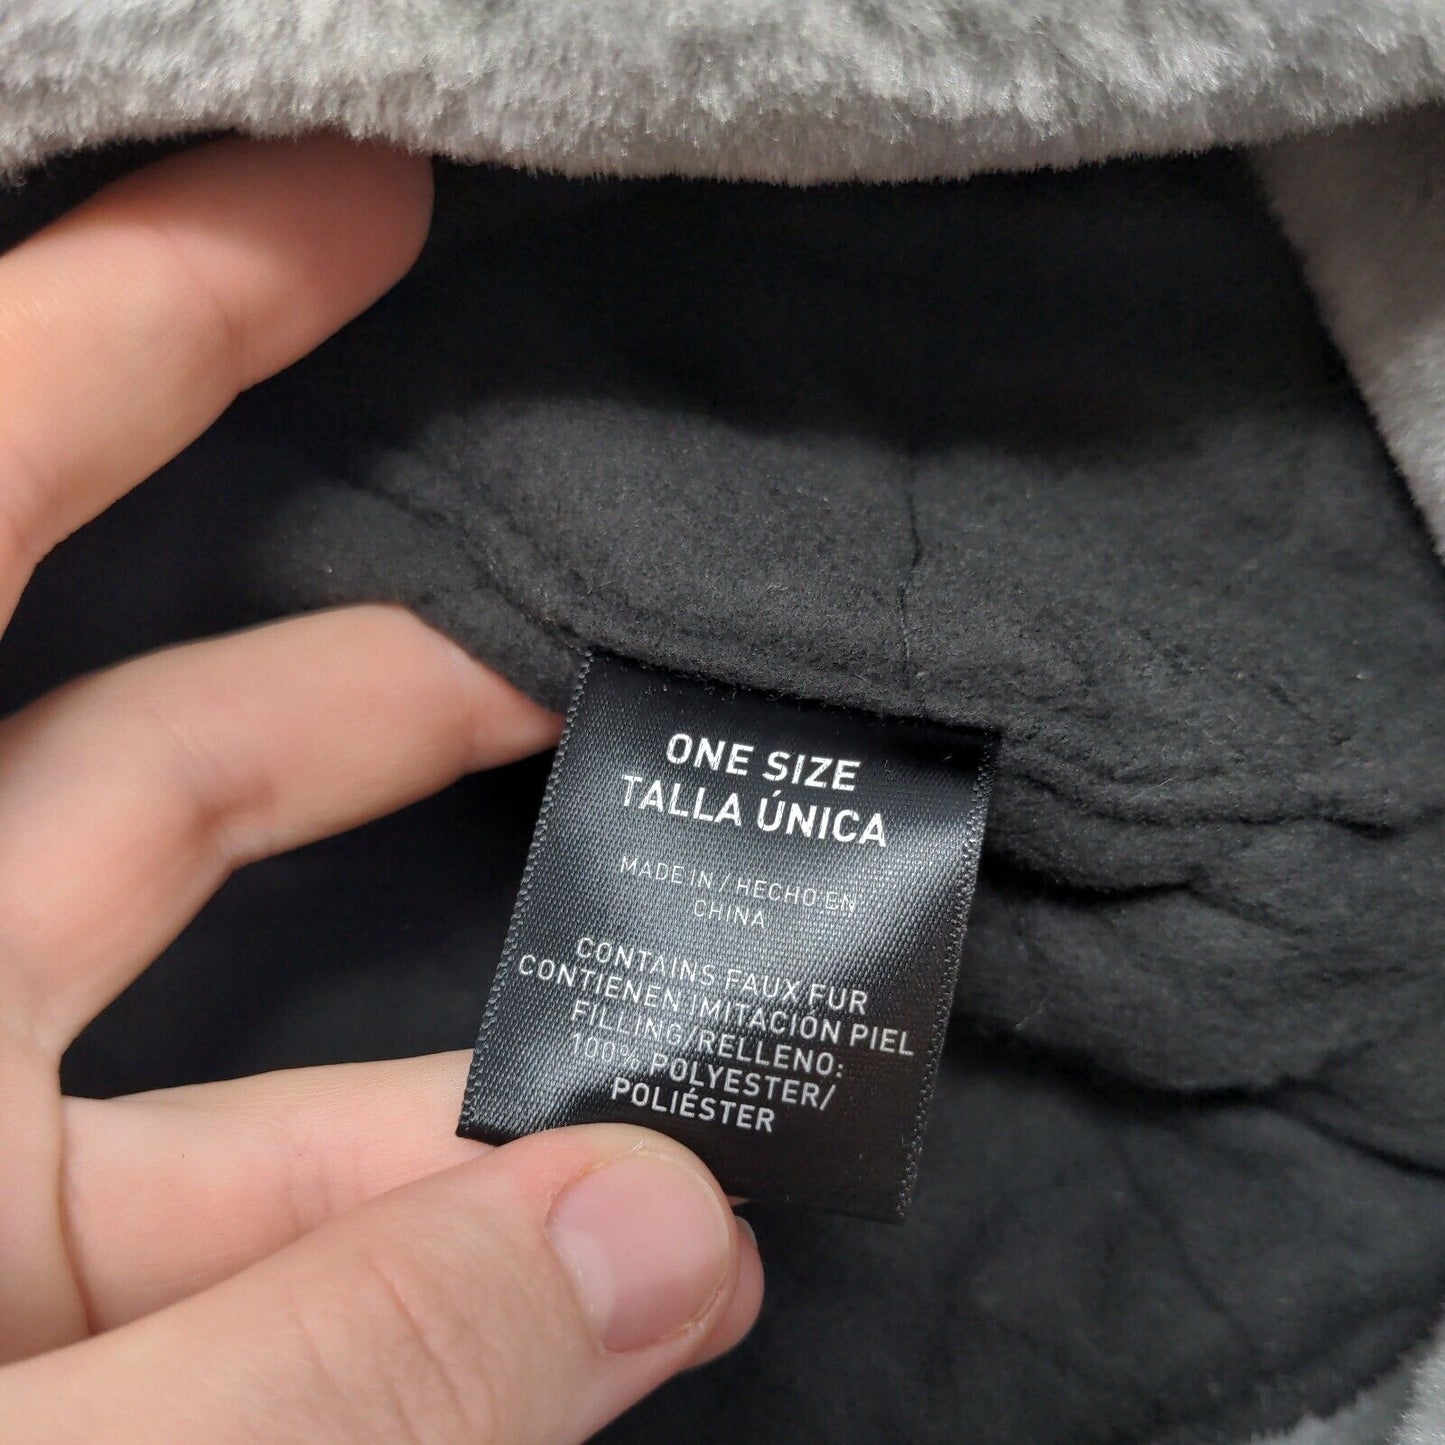 ONE SIZE
TALLA ÚNICA
MADE IN / HECHO EN
CHINA
CONTAINS FAUX FUR
CONTIENEN IMITACIÓN PIEL
FILLING/RELLENO:
100% POLYESTER/
POLIÉSTER